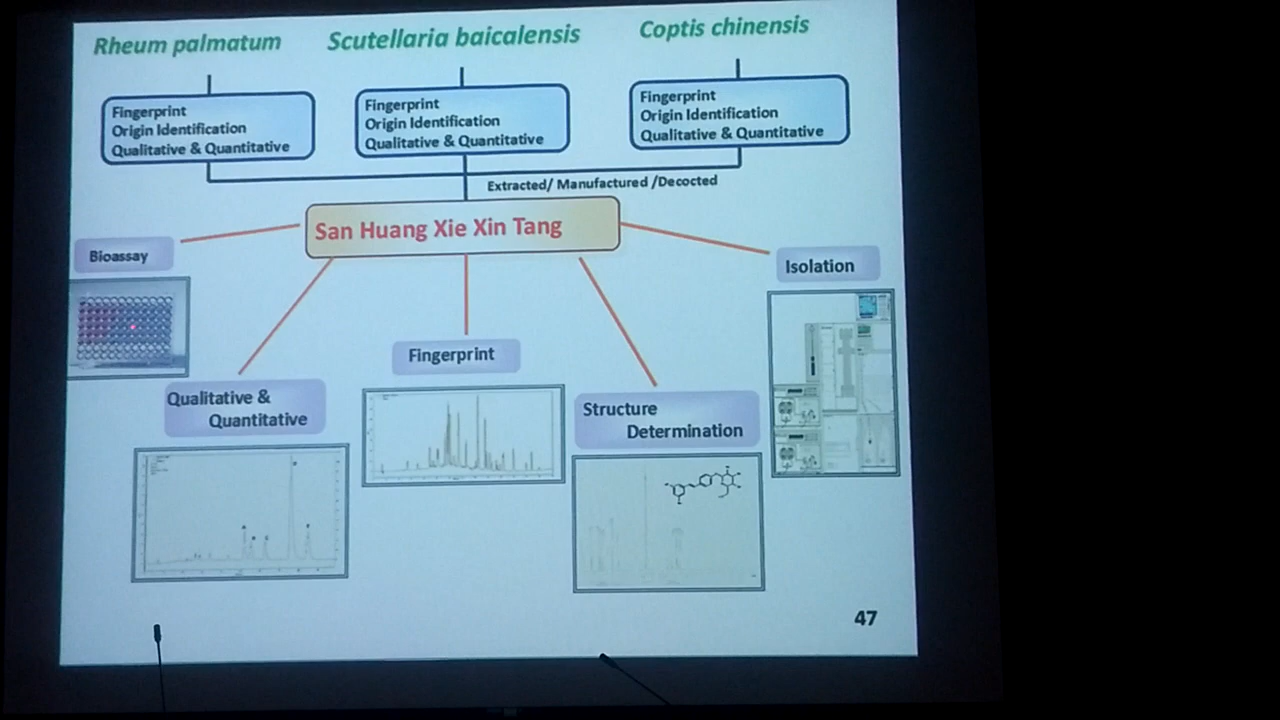 Rheum palmatum
Scutellaria baicalensis
Coptis chinensis
Fingerprint
Origin Identification
Qualitative & Quantitative
Fingerprint
Origin Identification
Qualitative & Quantitative
Fingerprint
Origin Identification
Qualitative & Quantitative
Extracted/ Manufactured /Decocted
San Huang Xie Xin Tang
Bioassay
Isolation
Fingerprint
Qualitative &
Quantitative
Structure
Determination
47